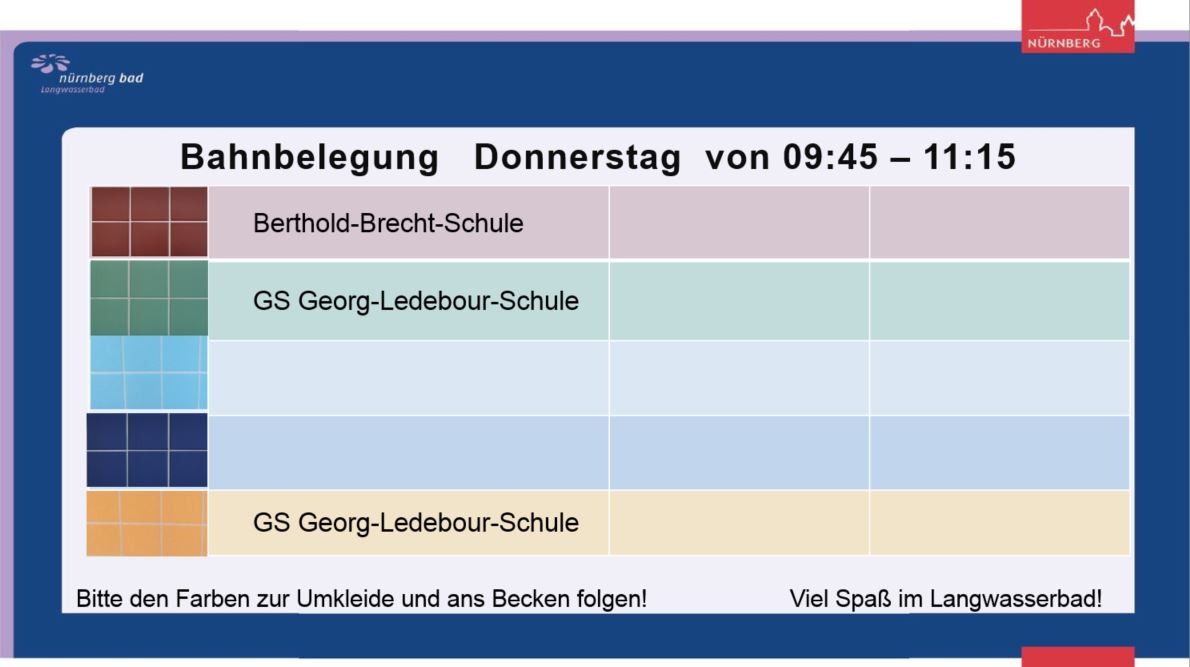 NÜRNBERG
nürnberg bad
Langwasserbad
Bahnbelegung Donnerstag von 09:45 – 11:15
Berthold-Brecht-Schule
GS Georg-Ledebour-Schule
GS Georg-Ledebour-Schule
Bitte den Farben zur Umkleide und ans Becken folgen! Viel Spaß im Langwasserbad!